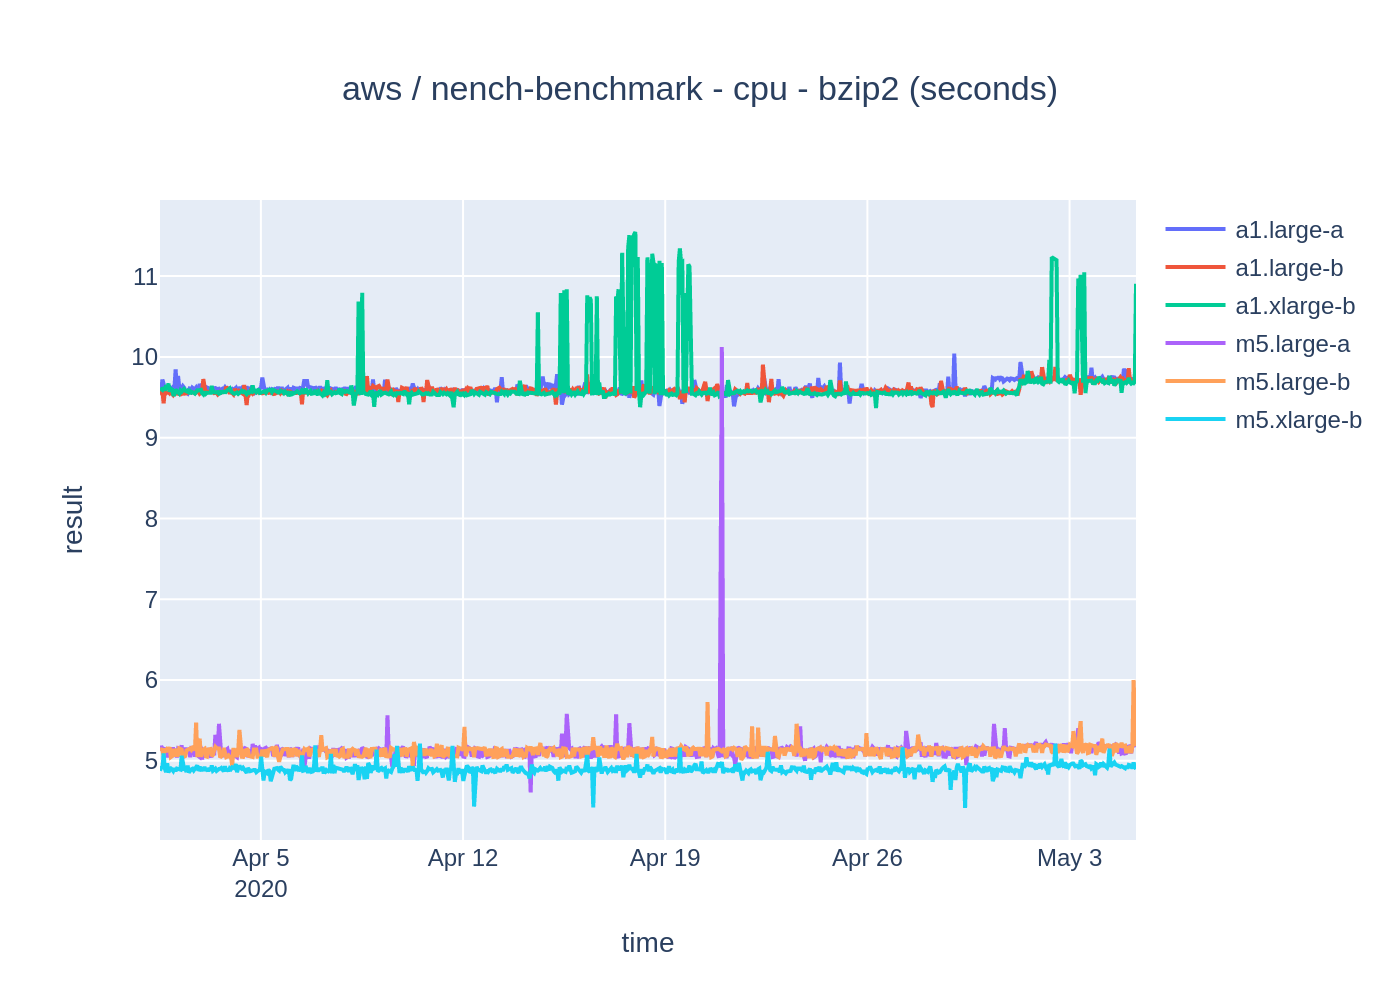 aws / nench-benchmark - cpu - bzip2 (seconds)
a1.large-a
a1.large-b
a1.xlarge-b
m5.large-a
m5.large-b
m5.xlarge-b
11
10
9
8
7
6
5
result
Apr 5
2020
Apr 12
Apr 19
Apr 26
May 3
time